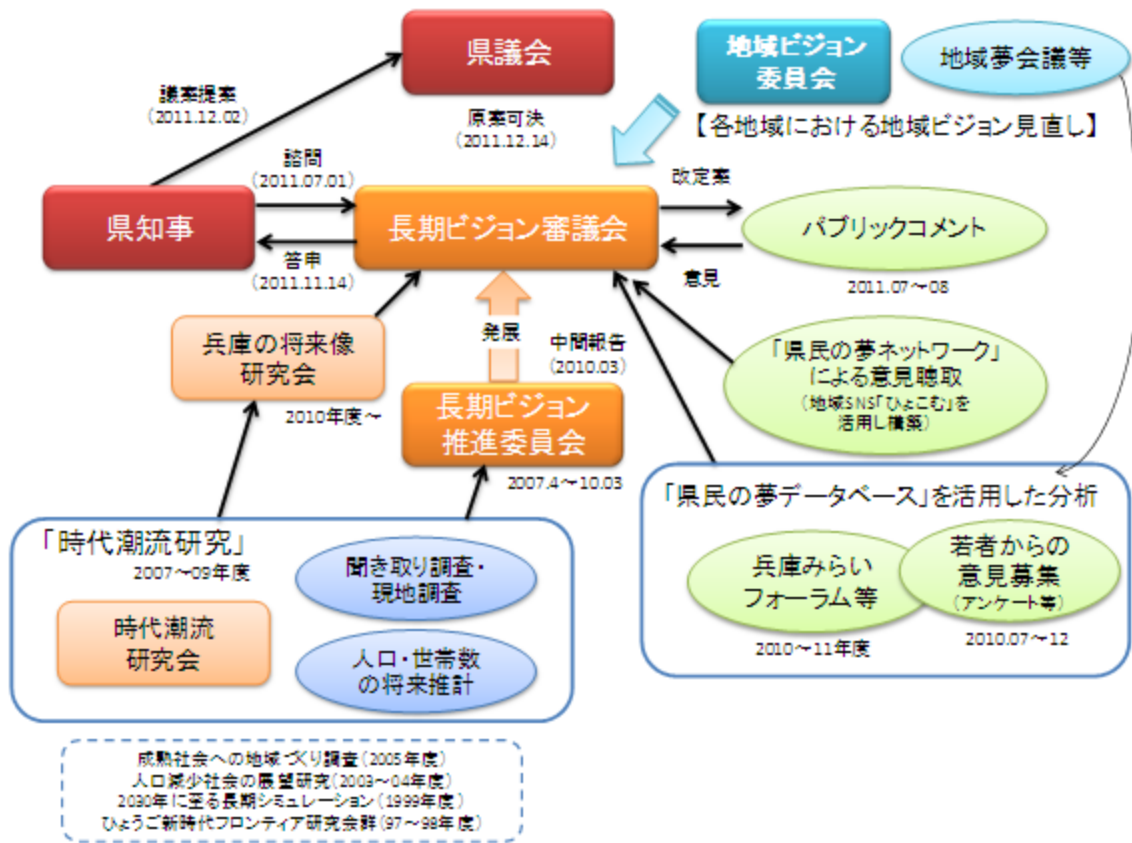 県議会
地域ビジョン
委員会
地域夢会議等
議案提案
(2011.12.02)
原案可決
(2011.12.14)
【各地域における地域ビジョン見直し】
諮問
(2011.07.01)
改定案
県知事
長期ビジョン審議会
パブリックコメント
答申
(2011.11.14)
意見
2011.07～08
兵庫の将来像
研究会
2010年度～
発展
中間報告
(2010.03)
「県民の夢ネットワーク」
による意見聴取
(地域SNS「ひょこむ」を
活用し構築)
長期ビジョン
推進委員会
2007.4～10.03
「県民の夢データベース」を活用した分析
兵庫みらい
フォーラム等
2010～11年度
若者からの
意見募集
(アンケート等)
2010.07～12
「時代潮流研究」
2007～09年度
聞き取り調査・
現地調査
時代潮流
研究会
人口・世帯数
の将来推計
成熟社会への地域づくり調査(2005年度)
人口減少社会の展望研究(2003～04年度)
2030年に至る長期シミュレーション(1999年度)
ひょうご新時代フロンティア研究会群(97～98年度)